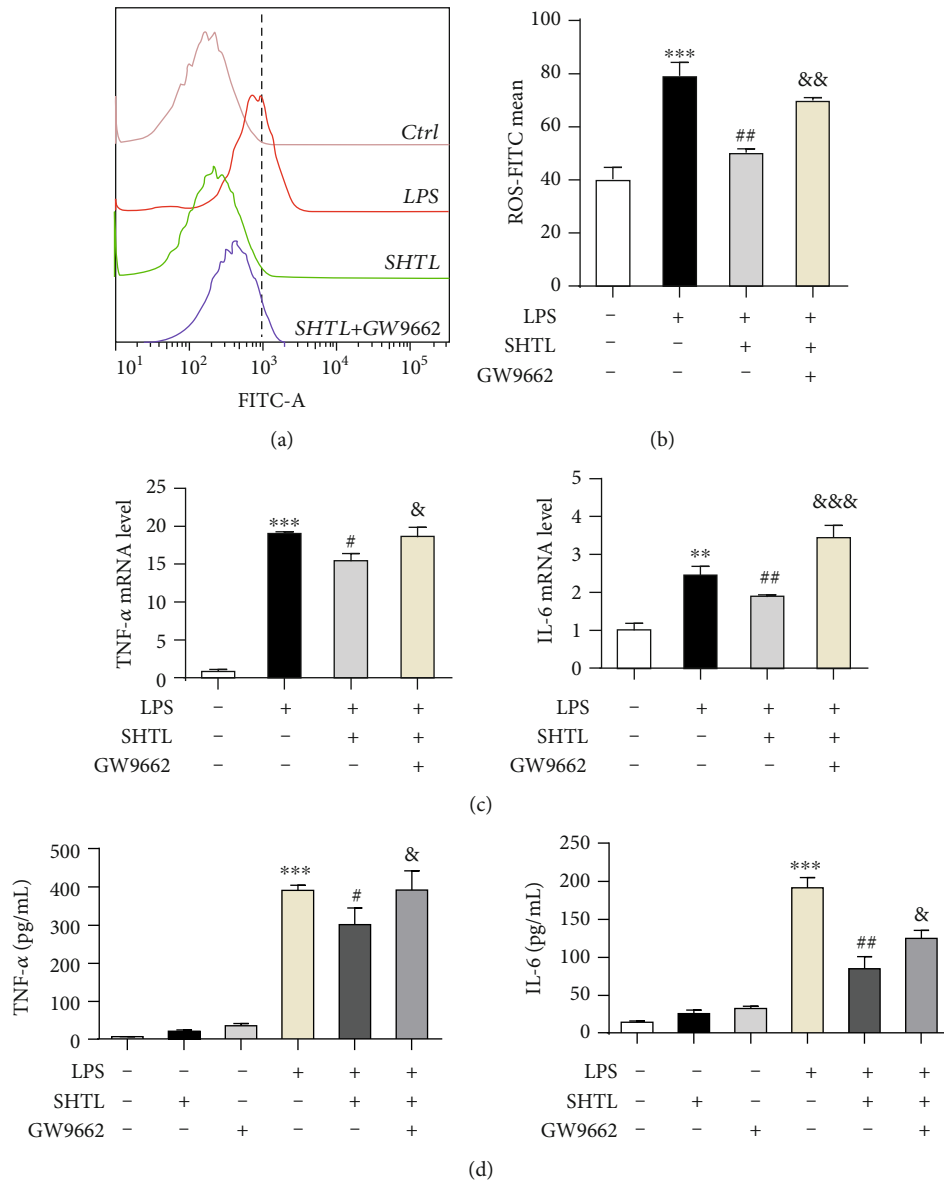 Ctrl
LPS
SHTL
SHTL+GW9662
10¹ 10² 10³ 10⁴ 10⁵
FITC-A
(a)
ROS-FITC mean
100
80
60
40
20
0
***
##
&&
LPS – + + +
SHTL – – + +
GW9662 – – – +
(b)
TNF-α mRNA level
25
20
15
10
5
0
***
#
&
LPS – + + +
SHTL – – + +
GW9662 – – – +
IL-6 mRNA level
5
4
3
2
1
0
**
##
&&&
LPS – + + +
SHTL – – + +
GW9662 – – – +
(c)
TNF-α (pg/mL)
500
400
300
200
100
0
***
#
&
LPS – – – + + +
SHTL – + – – + +
GW9662 – – + – – +
IL-6 (pg/mL)
250
200
150
100
50
0
***
##
&
LPS – – – + + +
SHTL – + – – + +
GW9662 – – + – – +
(d)